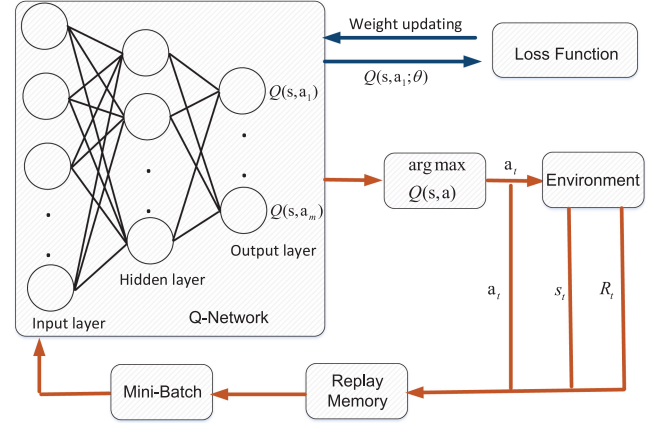 Weight updating
Loss Function
Q(s,a₁)
Q(s,a₁;θ)
arg max
Q(s,a)
aₜ
Environment
Q(s,aₘ)
Output layer
Hidden layer
Input layer
Q-Network
aₜ
sₜ
Rₜ
Mini-Batch
Replay
Memory